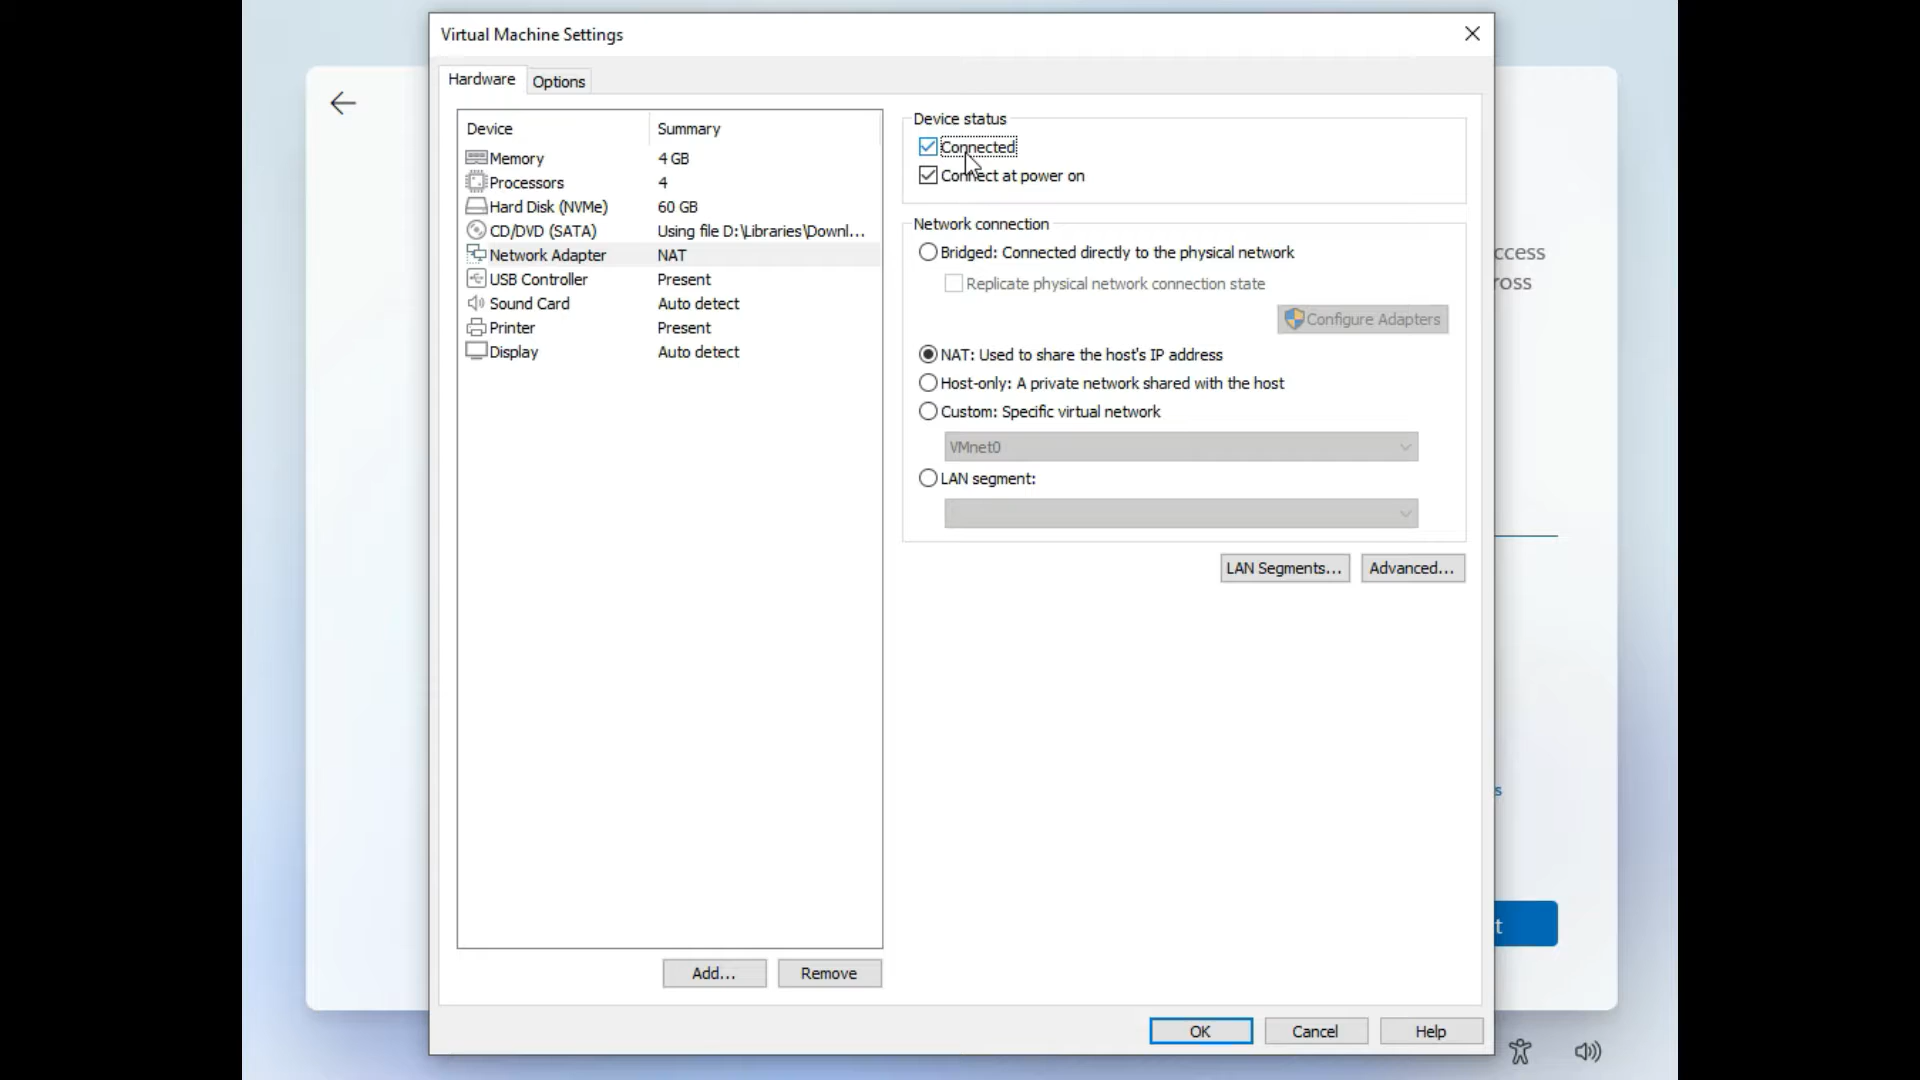 Virtual Machine Settings
Hardware
Options
Device Summary
Memory 4 GB
Processors 4
Hard Disk (NVMe) 60 GB
CD/DVD (SATA) Using file D:\Libraries\Downl...
Network Adapter NAT
USB Controller Present
Sound Card Auto detect
Printer Present
Display Auto detect
Add...
Remove
Device status
Connected
Connect at power on
Network connection
Bridged: Connected directly to the physical network
Replicate physical network connection state
Configure Adapters
NAT: Used to share the host's IP address
Host-only: A private network shared with the host
Custom: Specific virtual network
VMnet0
LAN segment:
LAN Segments...
Advanced...
OK
Cancel
Help
ccess
ross
s
t